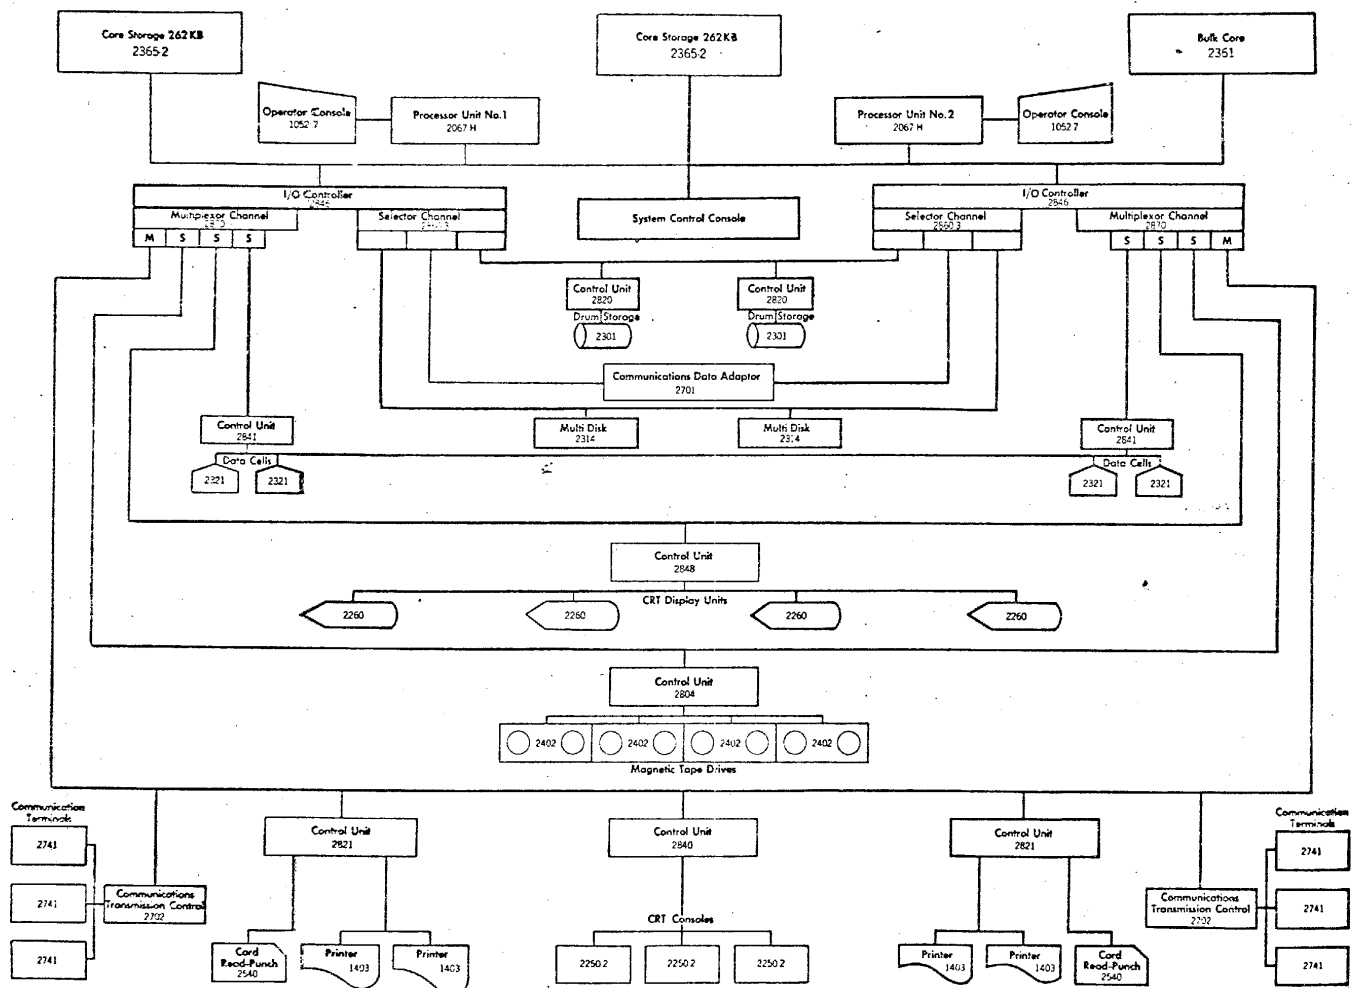 Core Storage 262KB
2365-2
Core Storage 262KB
2365-2
Bulk Core
2361
Operator Console
1052-7
Processor Unit No.1
2067 H
Processor Unit No.2
2067 H
Operator Console
1052 7
I/O Controller
2846
Multiplexor Channel
2870
Selector Channel
M S S S
System Control Console
I/O Controller
2846
Selector Channel
2860 3
Multiplexor Channel
2870
S S S M
Control Unit
2820
Drum Storage
2301
Control Unit
2820
Drum Storage
2301
Communications Data Adaptor
2701
Multi Disk
2314
Multi Disk
2314
Control Unit
2841
Data Cells
2321
2321
Control Unit
2841
Data Cells
2321
2321
Control Unit
2848
CRT Display Units
2260
2260
2260
2260
Control Unit
2804
2402
2402
2402
2402
Magnetic Tape Drives
Communication
Terminals
2741
2741
2741
Communications
Transmission Control
2702
Control Unit
2821
Card
Read-Punch
2540
Printer
1403
Printer
1403
Control Unit
2840
CRT Consoles
2250 2
2250 2
2250 2
Control Unit
2821
Printer
1403
Printer
1403
Card
Read-Punch
2540
Communications
Transmission Control
2702
Communication
Terminals
2741
2741
2741